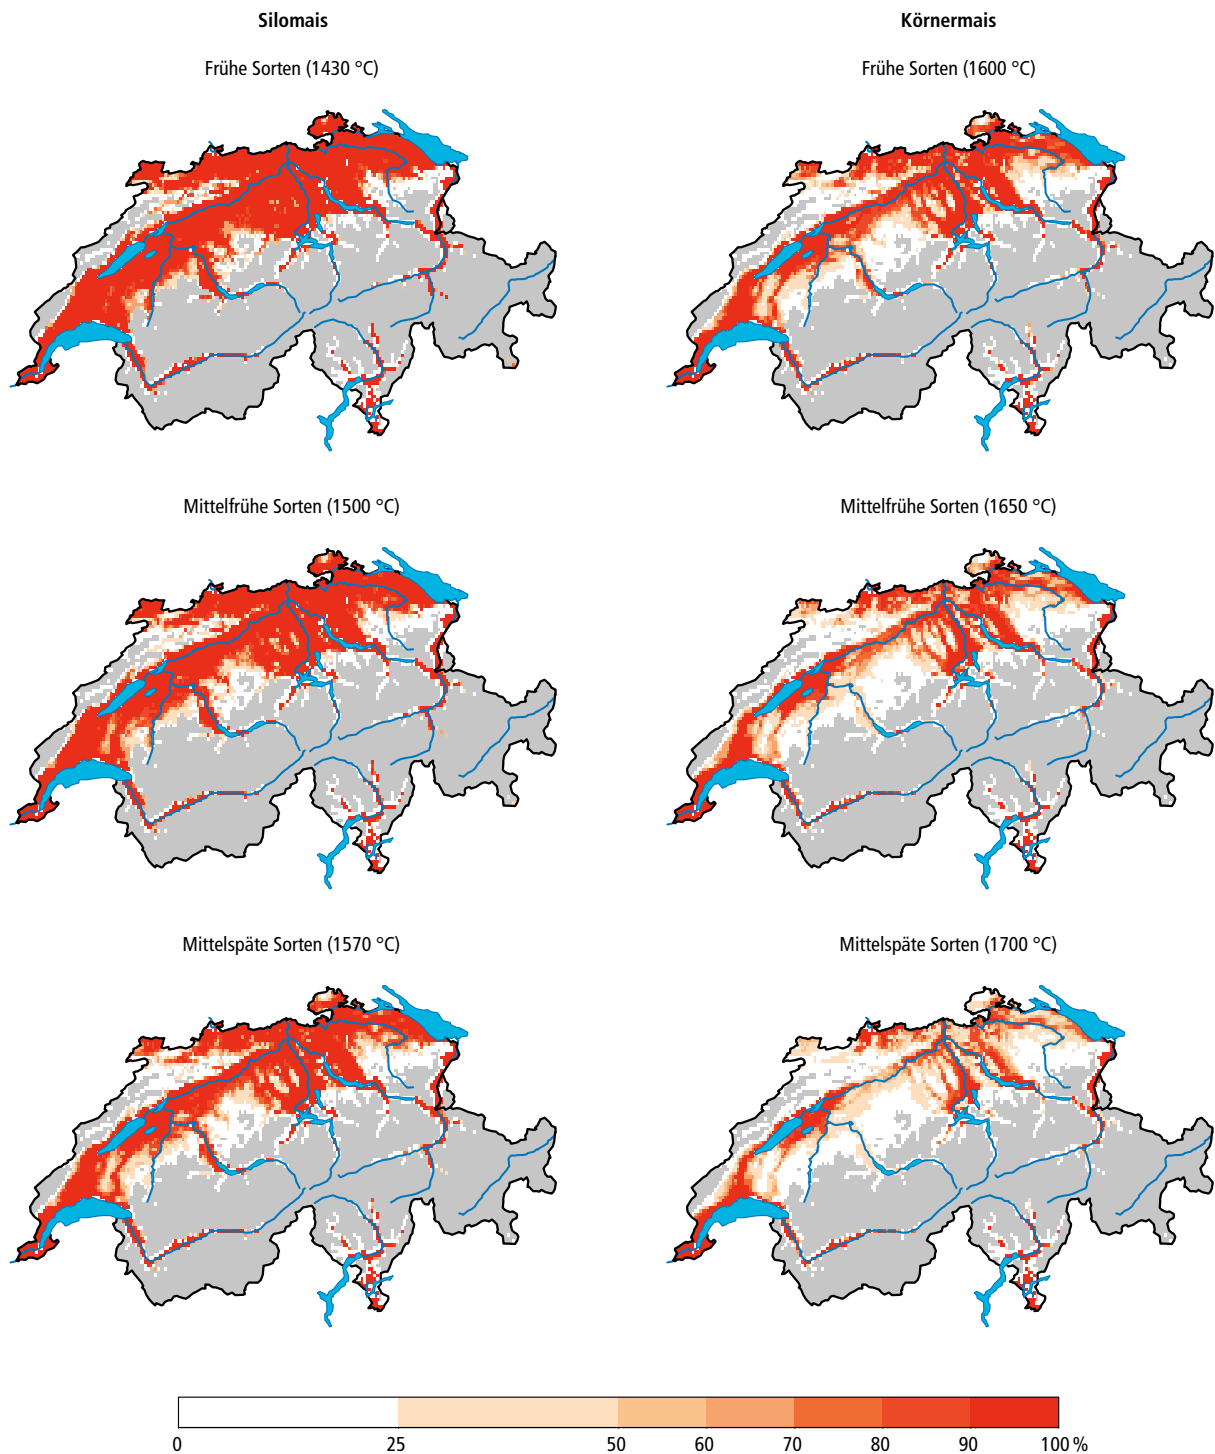 Silomais
Körnermais
Frühe Sorten (1430 °C)
Frühe Sorten (1600 °C)
Mittelfrühe Sorten (1500 °C)
Mittelfrühe Sorten (1650 °C)
Mittelspäte Sorten (1570 °C)
Mittelspäte Sorten (1700 °C)
0 25 50 60 70 80 90 100 %